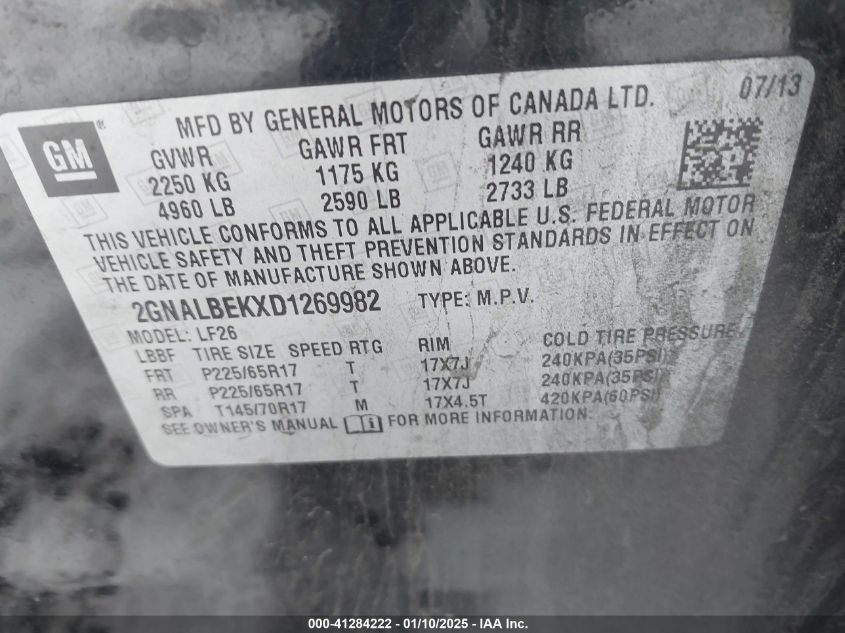 07/13
GM ®
MFD BY GENERAL MOTORS OF CANADA LTD.
GVWR GAWR FRT GAWR RR
2250 KG 1175 KG 1240 KG
4960 LB 2590 LB 2733 LB
THIS VEHICLE CONFORMS TO ALL APPLICABLE U.S. FEDERAL MOTOR
VEHICLE SAFETY AND THEFT PREVENTION STANDARDS IN EFFECT ON
THE DATE OF MANUFACTURE SHOWN ABOVE.
2GNALBEKXD1269982 TYPE: M.P.V.
MODEL: LF26
LBBF TIRE SIZE SPEED RTG RIM COLD TIRE PRESSURE
FRT P225/65R17 T 17X7J 240KPA(35PSI)
RR P225/65R17 T 17X7J 240KPA(35PSI)
SPA T145/70R17 M 17X4.5T 420KPA(60PSI)
SEE OWNER'S MANUAL i FOR MORE INFORMATION.
000-41284222 - 01/10/2025 - IAA Inc.